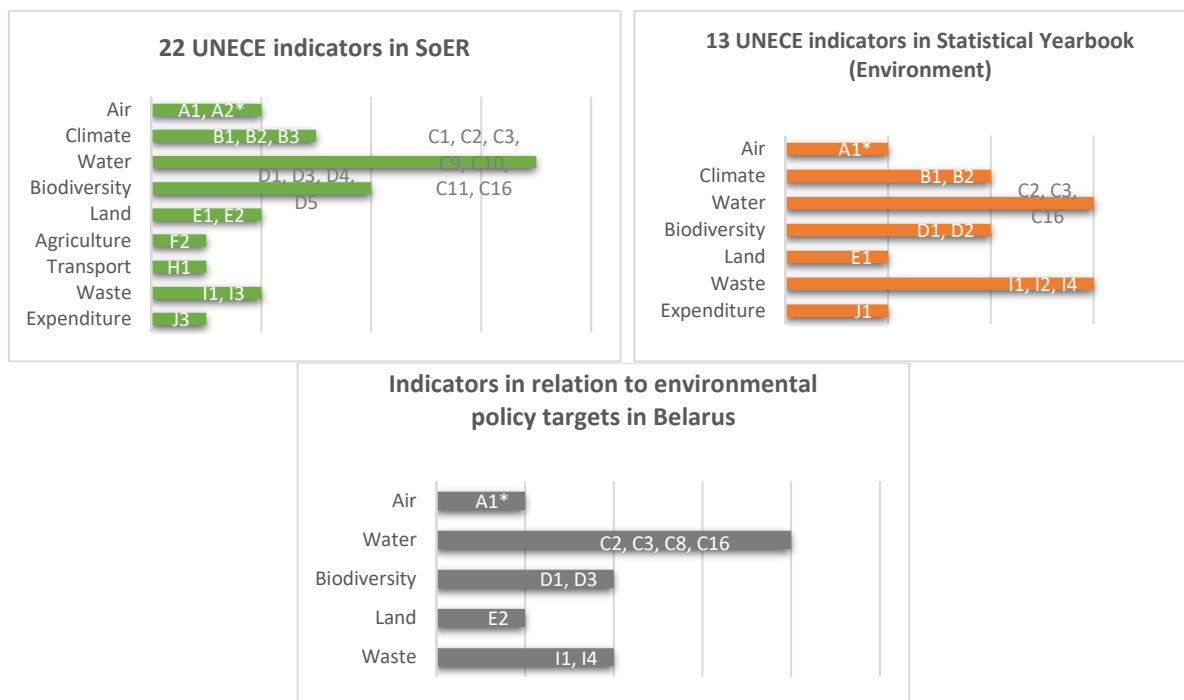 22 UNECE indicators in SoER
Air
A1, A2*
Climate
B1, B2, B3
Water
C1, C2, C3,
C9, C10,
C11, C16
Biodiversity
D1, D3, D4,
D5
Land
E1, E2
Agriculture
F2
Transport
H1
Waste
I1, I3
Expenditure
J3
13 UNECE indicators in Statistical Yearbook
(Environment)
Air
A1*
Climate
B1, B2
Water
C2, C3,
C16
Biodiversity
D1, D2
Land
E1
Waste
I1, I2, I4
Expenditure
J1
Indicators in relation to environmental
policy targets in Belarus
Air
A1*
Water
C2, C3, C8, C16
Biodiversity
D1, D3
Land
E2
Waste
I1, I4